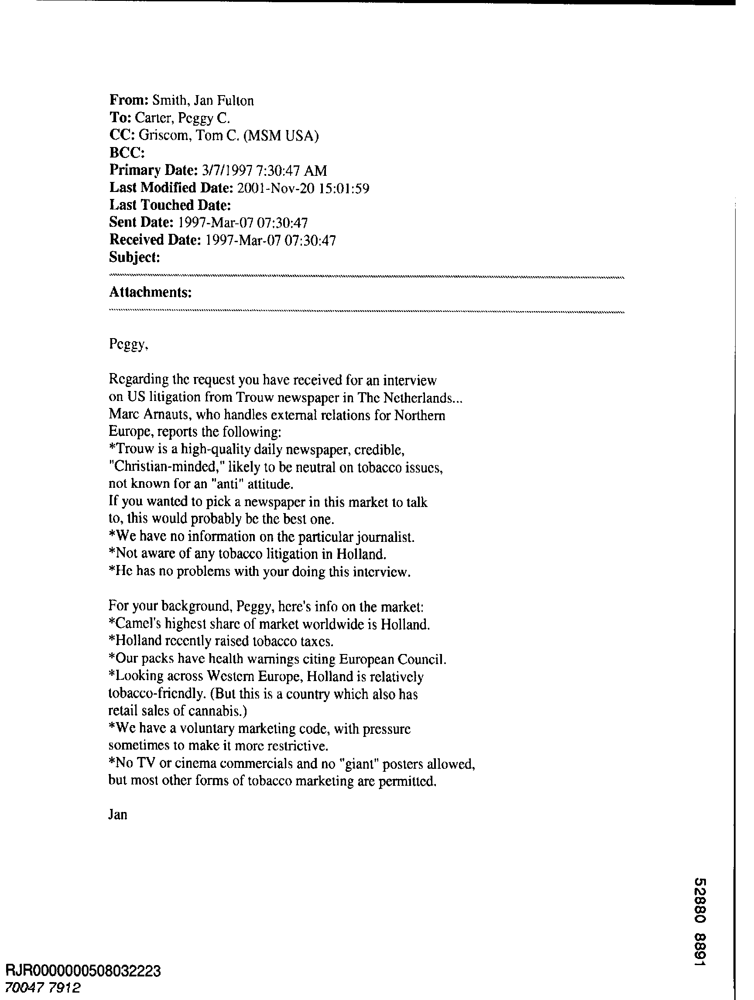 From: Smith, Jan Fulton
To: Carter, Peggy C.
CC: Griscom, Tom C. (MSM USA)
BCC:
Primary Date: 3/7/1997 7:30:47 AM
Last Modified Date: 2001-Nov-20 15:01:59
Last Touched Date:
Sent Date: 1997-Mar-07 07:30:47
Received Date: 1997-Mar-07 07:30:47
Subject:
Attachments:
Peggy,
Regarding the request you have received for an interview
on US litigation from Trouw newspaper in The Netherlands...
Marc Arnauts, who handles external relations for Northern
Europe, reports the following:
*Trouw is a high-quality daily newspaper, credible,
"Christian-minded," likely to be neutral on tobacco issues,
not known for an "anti" attitude.
If you wanted to pick a newspaper in this market to talk
to, this would probably be the best one.
*We have no information on the particular journalist.
*Not aware of any tobacco litigation in Holland.
*He has no problems with your doing this interview.
For your background, Peggy, here's info on the market:
*Camel's highest share of market worldwide is Holland.
*Holland recently raised tobacco taxes.
*Our packs have health warnings citing European Council.
*Looking across Western Europe, Holland is relatively
tobacco-friendly. (But this is a country which also has
retail sales of cannabis.)
*We have a voluntary marketing code, with pressure
sometimes to make it more restrictive.
*No TV or cinema commercials and no "giant" posters allowed,
but most other forms of tobacco marketing are permitted.
Jan
52880 8891
RJR0000000508032223
70047 7912